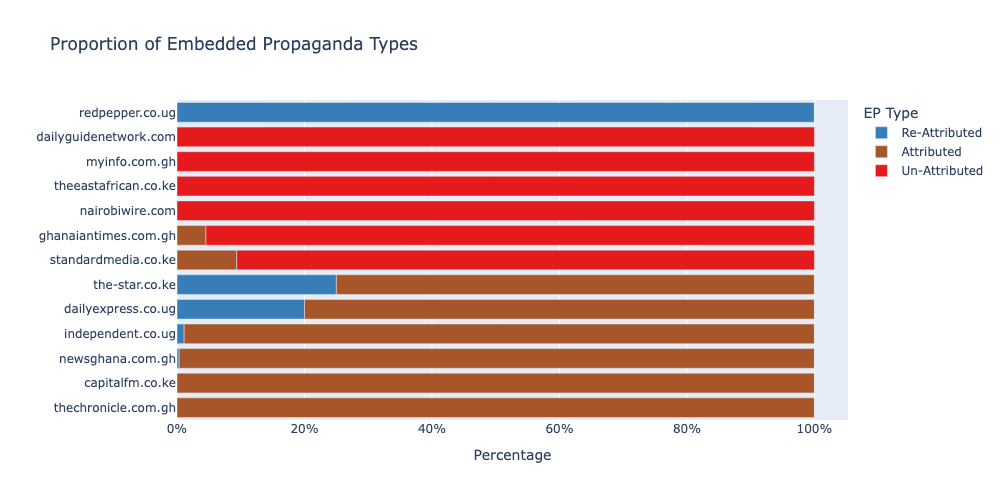 Proportion of Embedded Propaganda Types
redpepper.co.ug
dailyguidenetwork.com
myinfo.com.gh
theeastafrican.co.ke
nairobiwire.com
ghanaiantimes.com.gh
standardmedia.co.ke
the-star.co.ke
dailyexpress.co.ug
independent.co.ug
newsghana.com.gh
capitalfm.co.ke
thechronicle.com.gh
0% 20% 40% 60% 80% 100%
Percentage
EP Type
Re-Attributed
Attributed
Un-Attributed